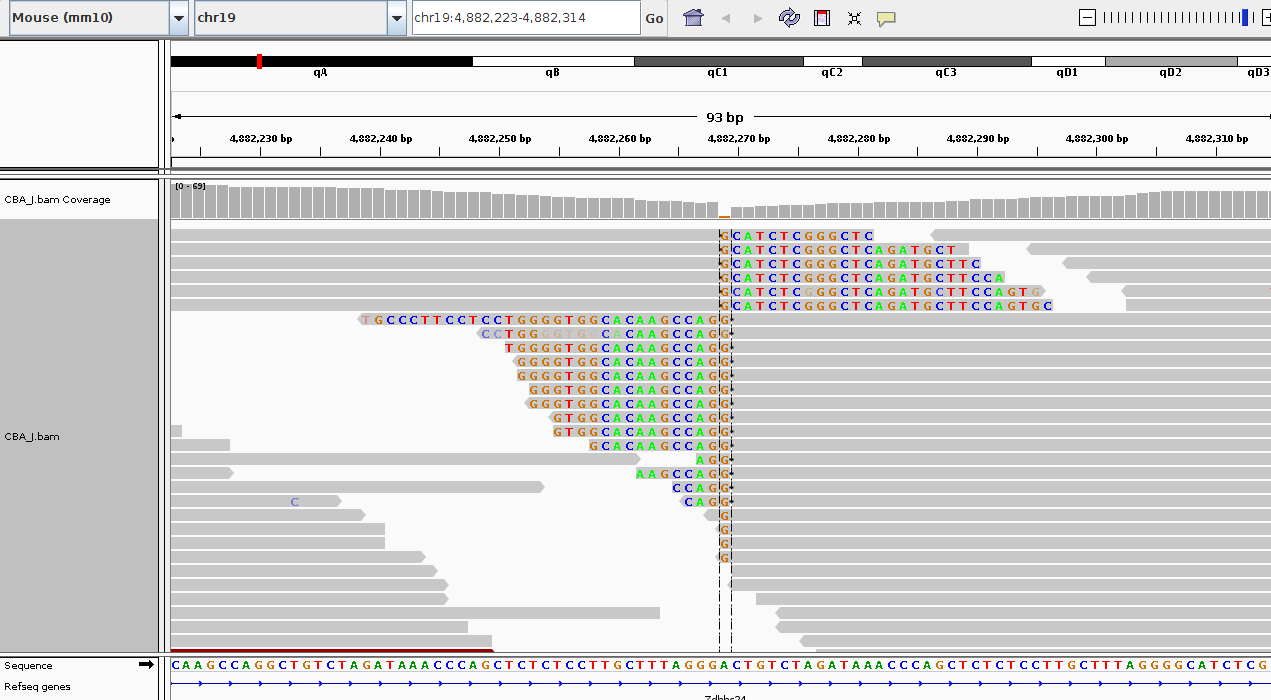 Mouse (mm10) chr19 chr19:4,882,223-4,882,314 Go
qA qB qC1 qC2 qC3 qD1 qD2 qD3
93 bp
4,882,230 bp 4,882,240 bp 4,882,250 bp 4,882,260 bp 4,882,270 bp 4,882,280 bp 4,882,290 bp 4,882,300 bp 4,882,310 bp
[0 - 69]
CBA_J.bam Coverage
GCATCTCGGGCTC
GCATCTCGGGCTCAGATGCT
GCATCTCGGGCTCAGATGCTTC
GCATCTCGGGCTCAGATGCTTCCA
GCATCTCGGGCTCAGATGCTTCCAGTG
GCATCTCGGGCTCAGATGCTTCCAGTGC
TGCCCTTCCTCCTGGGGTGGCACAAGCCAGG
CCTGGGGTGGCACAAGCCAGG
TGGGGTGGCACAAGCCAGG
GGGGTGGCACAAGCCAGG
GGGGTGGCACAAGCCAGG
GGGTGGCACAAGCCAGG
GGGTGGCACAAGCCAGG
GTGGCACAAGCCAGG
GTGGCACAAGCCAGG
CBA_J.bam
GCACAAGCCAGG
AGG
AAGCCAGG
CCAGG
C CAGG
G
G
G
G
Sequence CAAGCCAGGCTGTCTAGATAAACCCAGCTCTCTCCTTGCTTTAGGGACTGTCTAGATAAACCCAGCTCTCTCCTTGCTTTAGGGGCATCTCG
Refseq genes